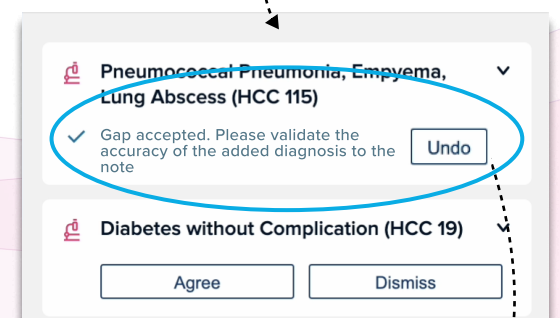 Pneumococcal Pneumonia, Empyema,
Lung Abscess (HCC 115)
Gap accepted. Please validate the
accuracy of the added diagnosis to the
note
Undo
Diabetes without Complication (HCC 19)
Agree
Dismiss